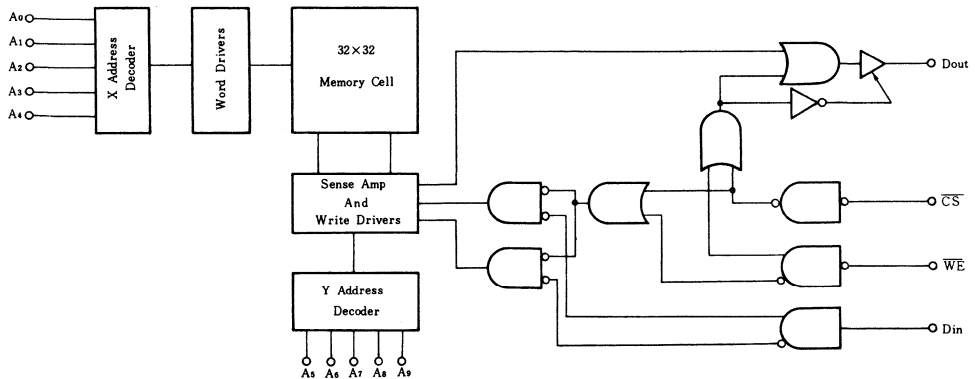 A0
A1
A2
A3
A4
X Address
Decoder
Word Drivers
32×32
Memory Cell
Sense Amp
And
Write Drivers
Y Address
Decoder
A5 A6 A7 A8 A9
Dout
CS
WE
Din